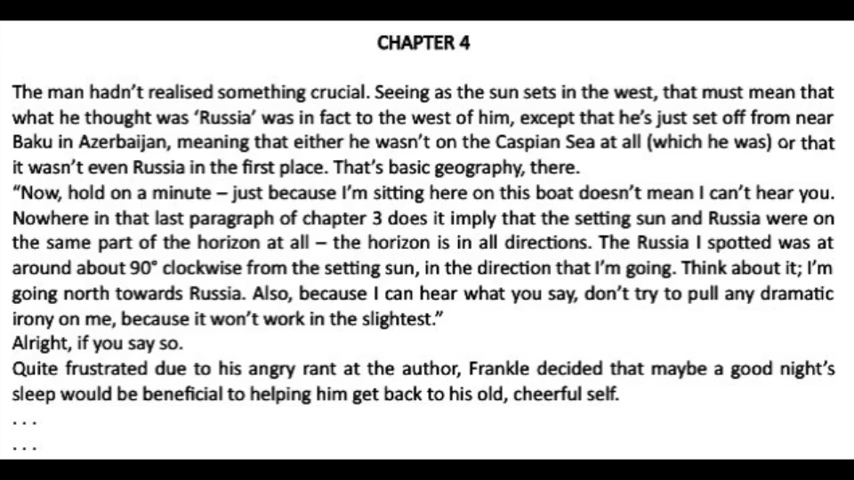 CHAPTER 4
The man hadn’t realised something crucial. Seeing as the sun sets in the west, that must mean that
what he thought was ‘Russia’ was in fact to the west of him, except that he’s just set off from near
Baku in Azerbaijan, meaning that either he wasn’t on the Caspian Sea at all (which he was) or that
it wasn’t even Russia in the first place. That’s basic geography, there.
“Now, hold on a minute – just because I’m sitting here on this boat doesn’t mean I can’t hear you.
Nowhere in that last paragraph of chapter 3 does it imply that the setting sun and Russia were on
the same part of the horizon at all – the horizon is in all directions. The Russia I spotted was at
around about 90° clockwise from the setting sun, in the direction that I’m going. Think about it; I’m
going north towards Russia. Also, because I can hear what you say, don’t try to pull any dramatic
irony on me, because it won’t work in the slightest.”
Alright, if you say so.
Quite frustrated due to his angry rant at the author, Frankle decided that maybe a good night’s
sleep would be beneficial to helping him get back to his old, cheerful self.
. . .
. . .